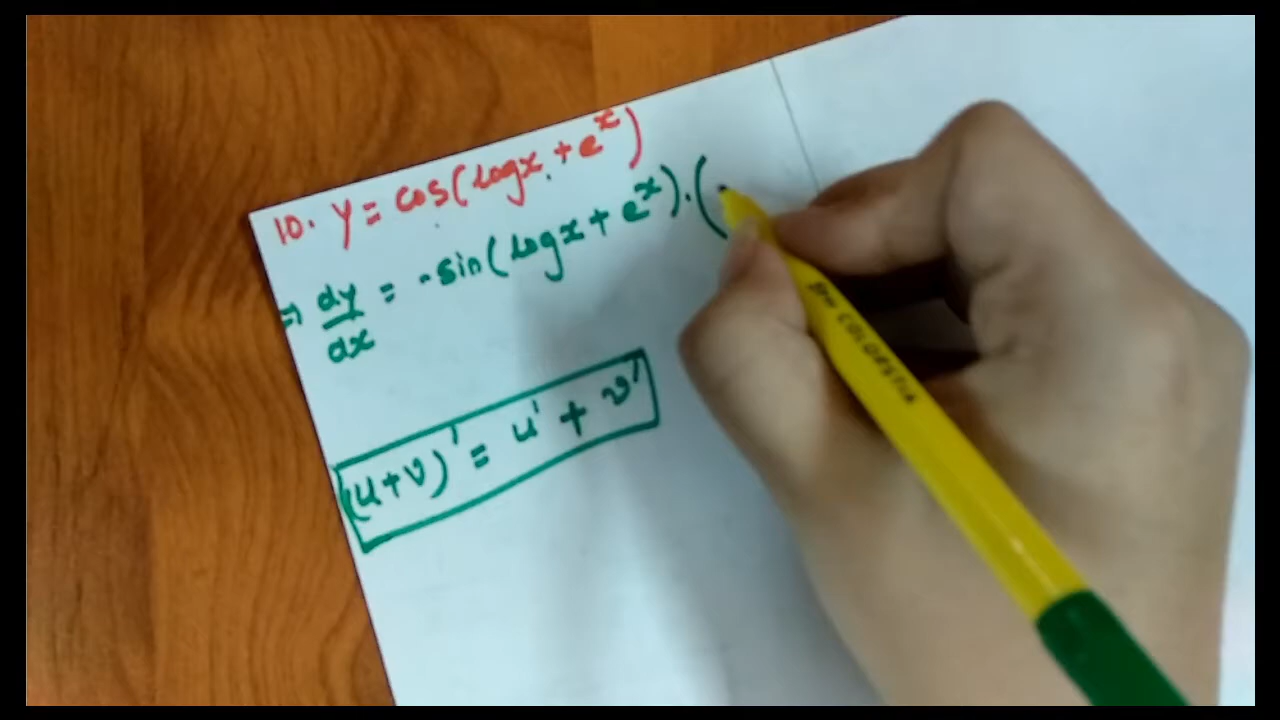 10. y = cos(logx + e^x)
⇒ dy/dx = -sin(logx + e^x).(
(u+v)' = u' + v'